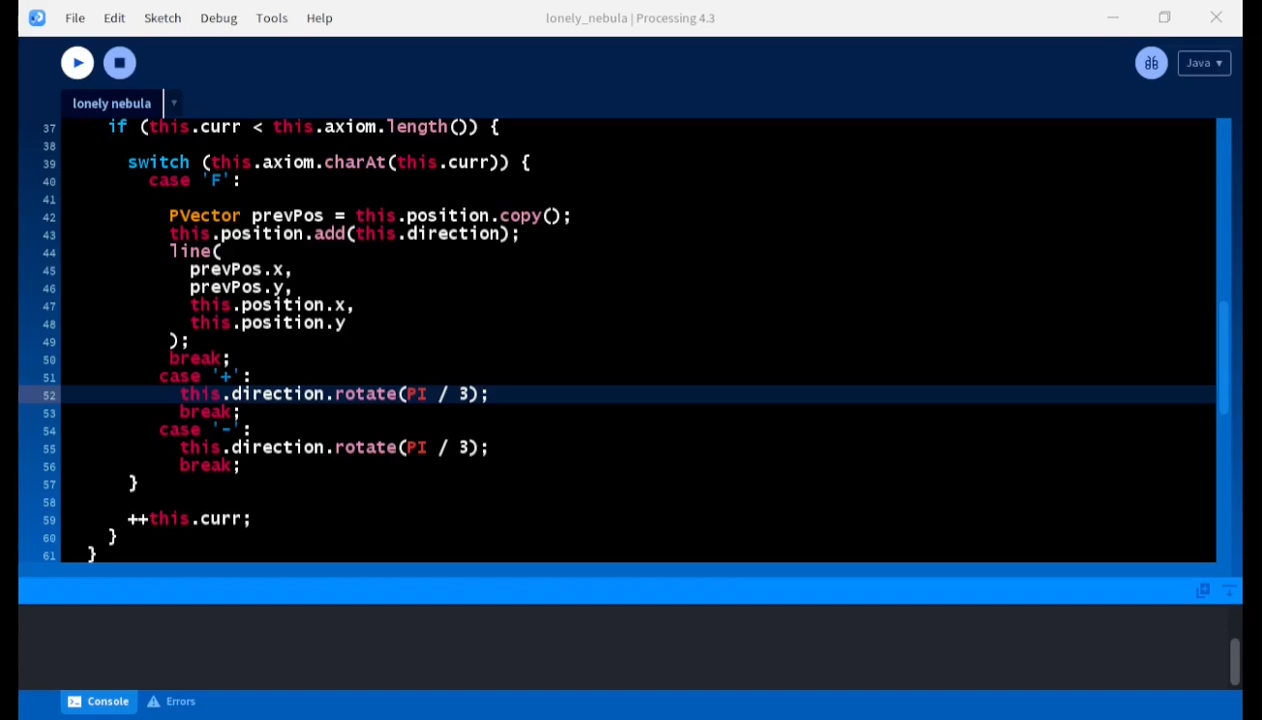 File Edit Sketch Debug Tools Help lonely_nebula | Processing 4.3
Java ▾
lonely nebula ▾
37 if (this.curr < this.axiom.length()) {
38
39 switch (this.axiom.charAt(this.curr)) {
40 case 'F':
41
42 PVector prevPos = this.position.copy();
43 this.position.add(this.direction);
44 line(
45 prevPos.x,
46 prevPos.y,
47 this.position.x,
48 this.position.y
49 );
50 break;
51 case '+':
52 this.direction.rotate(PI / 3);
53 break;
54 case '-':
55 this.direction.rotate(PI / 3);
56 break;
57 }
58
59 ++this.curr;
60 }
61 }
Console Errors